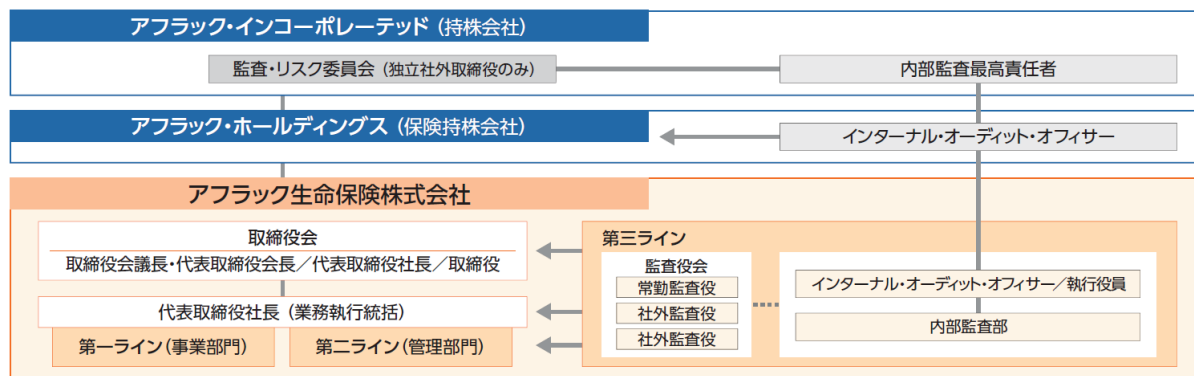 アフラック・インコーポレーテッド（持株会社）
監査・リスク委員会（独立社外取締役のみ）
内部監査最高責任者
アフラック・ホールディングス（保険持株会社）
インターナル・オーディット・オフィサー
アフラック生命保険株式会社
取締役会
取締役会議長・代表取締役会長／代表取締役社長／取締役
代表取締役社長（業務執行統括）
第一ライン（事業部門）
第二ライン（管理部門）
第三ライン
監査役会
常勤監査役
社外監査役
社外監査役
インターナル・オーディット・オフィサー／執行役員
内部監査部